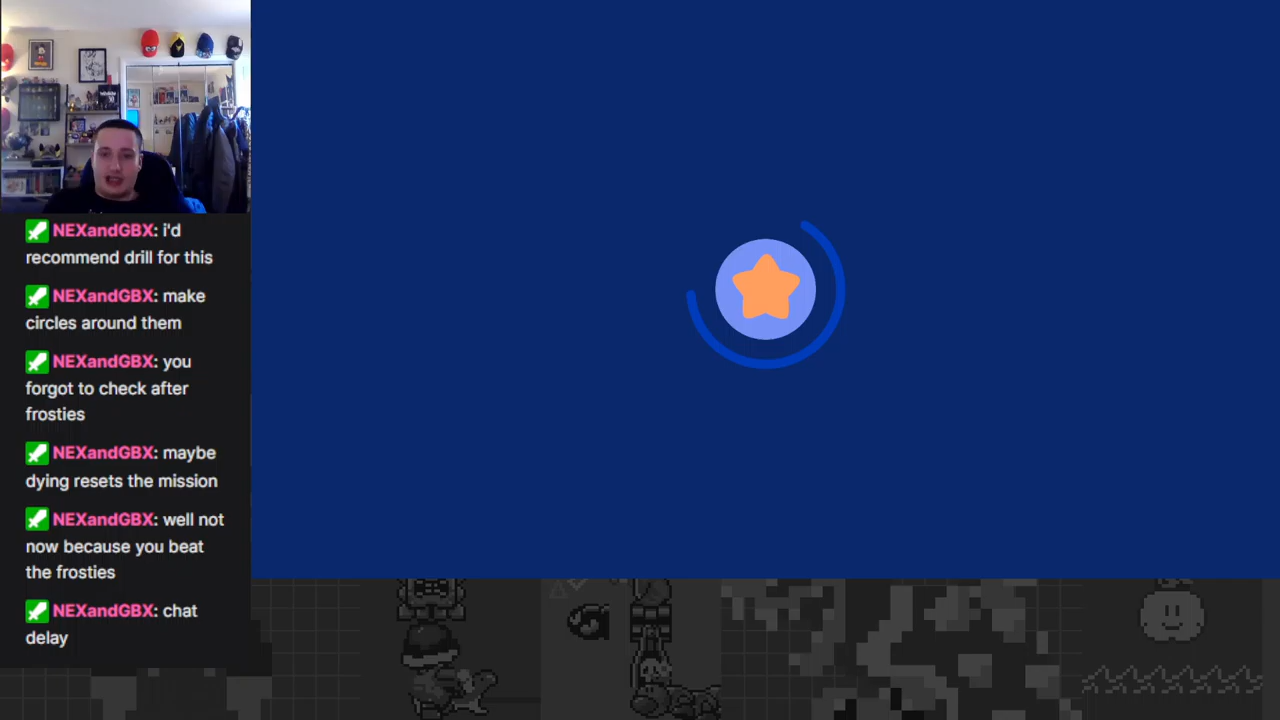 NEXandGBX: i'd
recommend drill for this
NEXandGBX: make
circles around them
NEXandGBX: you
forgot to check after
frosties
NEXandGBX: maybe
dying resets the mission
NEXandGBX: well not
now because you beat
the frosties
NEXandGBX: chat
delay